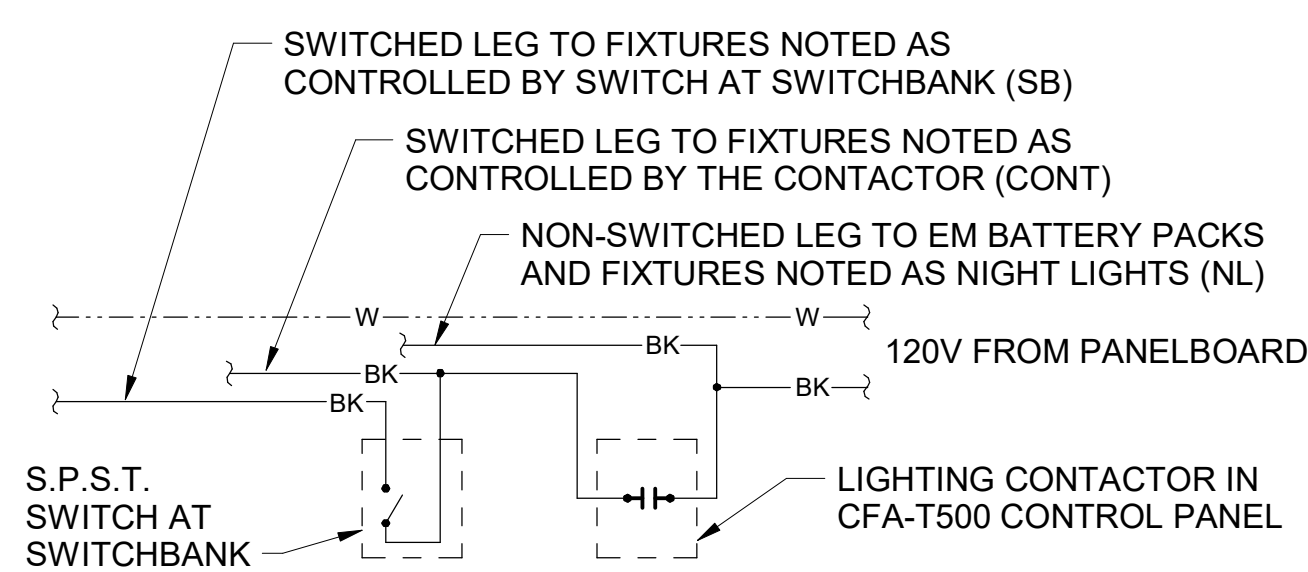 SWITCHED LEG TO FIXTURES NOTED AS
CONTROLLED BY SWITCH AT SWITCHBANK (SB)
SWITCHED LEG TO FIXTURES NOTED AS
CONTROLLED BY THE CONTACTOR (CONT)
NON-SWITCHED LEG TO EM BATTERY PACKS
AND FIXTURES NOTED AS NIGHT LIGHTS (NL)
W
W
BK
120V FROM PANELBOARD
BK
BK
BK
S.P.S.T.
SWITCH AT
SWITCHBANK
LIGHTING CONTACTOR IN
CFA-T500 CONTROL PANEL